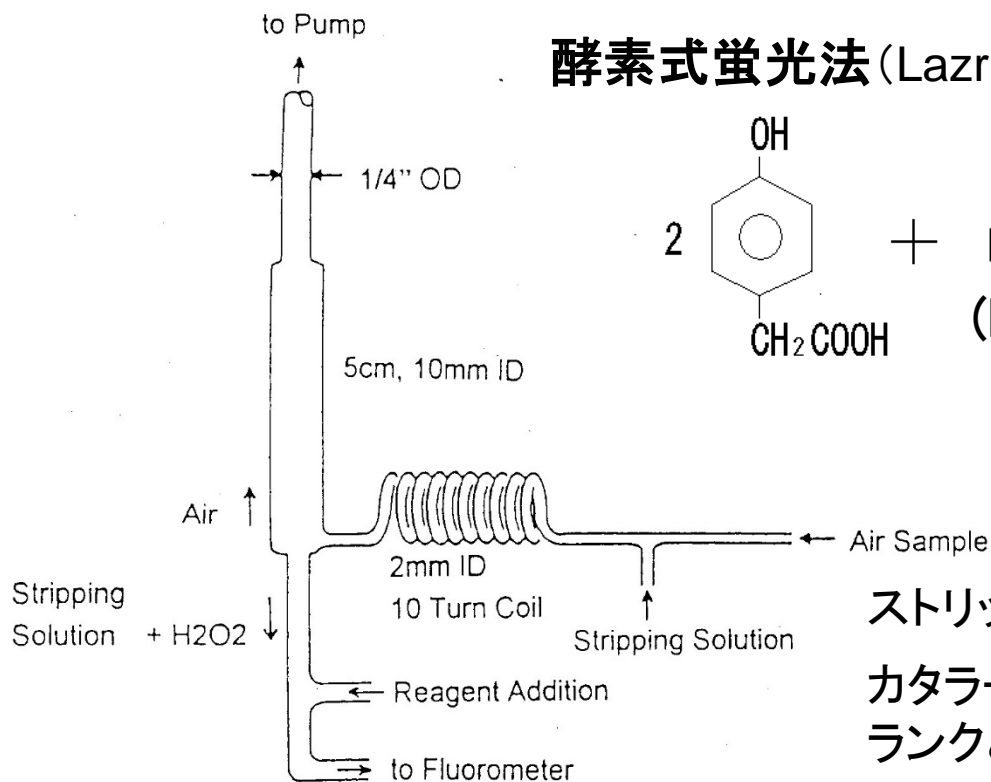 to Pump
酵素式蛍光法(Lazr
1/4" OD
OH
2
+
CH2COOH
5cm, 10mm ID
Air
2mm ID
10 Turn Coil
Air Sample
Stripping
Solution + H2O2
Stripping Solution
ストリッ
カタラー
ランク
Reagent Addition
to Fluorometer